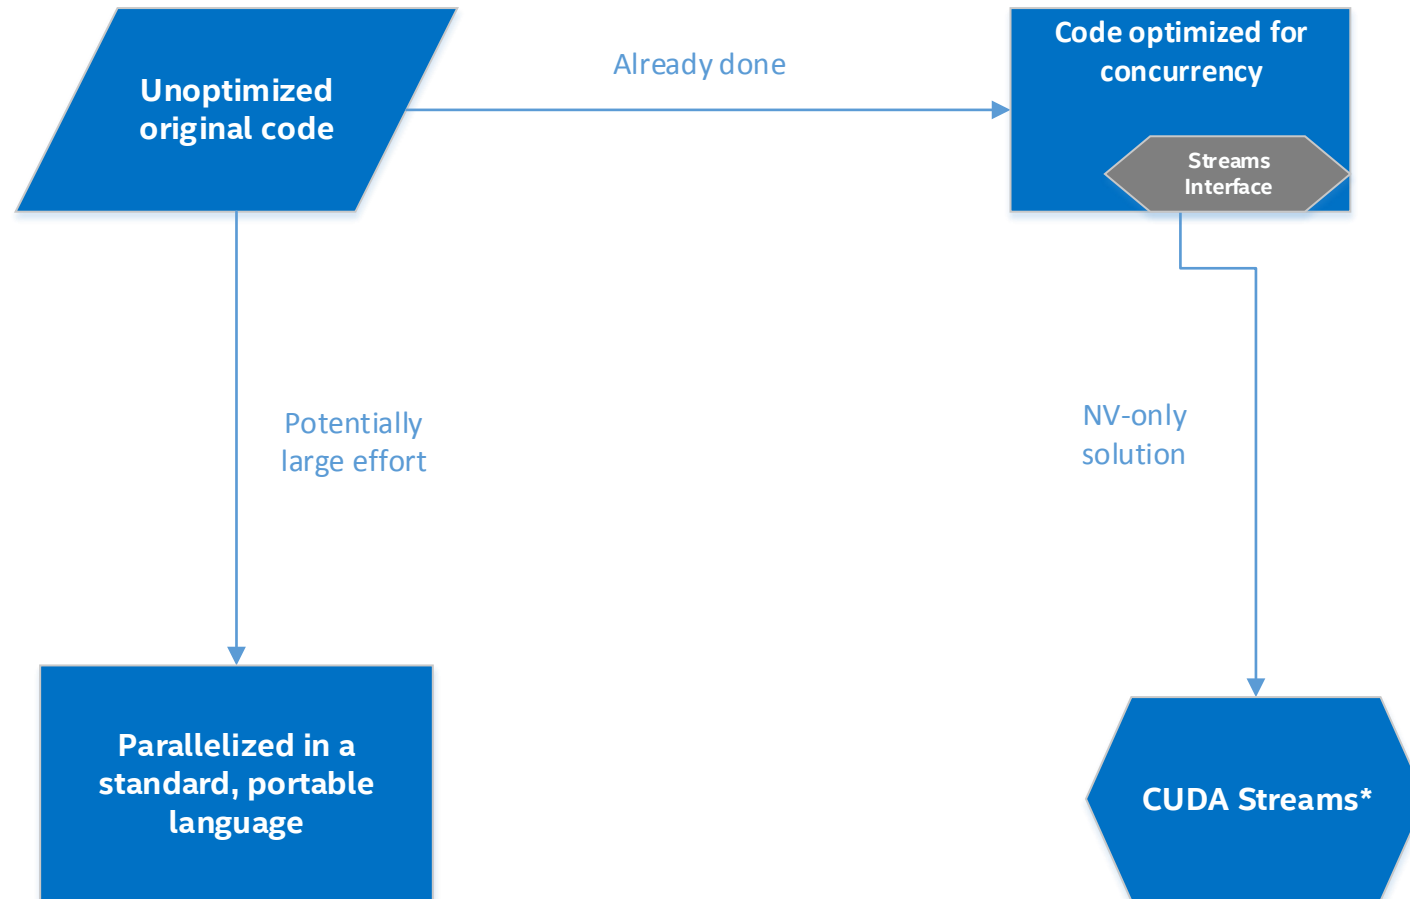 Unoptimized
original code
Already done
Code optimized for
concurrency
Streams
Interface
Potentially
large effort
NV-only
solution
Parallelized in a
standard, portable
language
CUDA Streams*